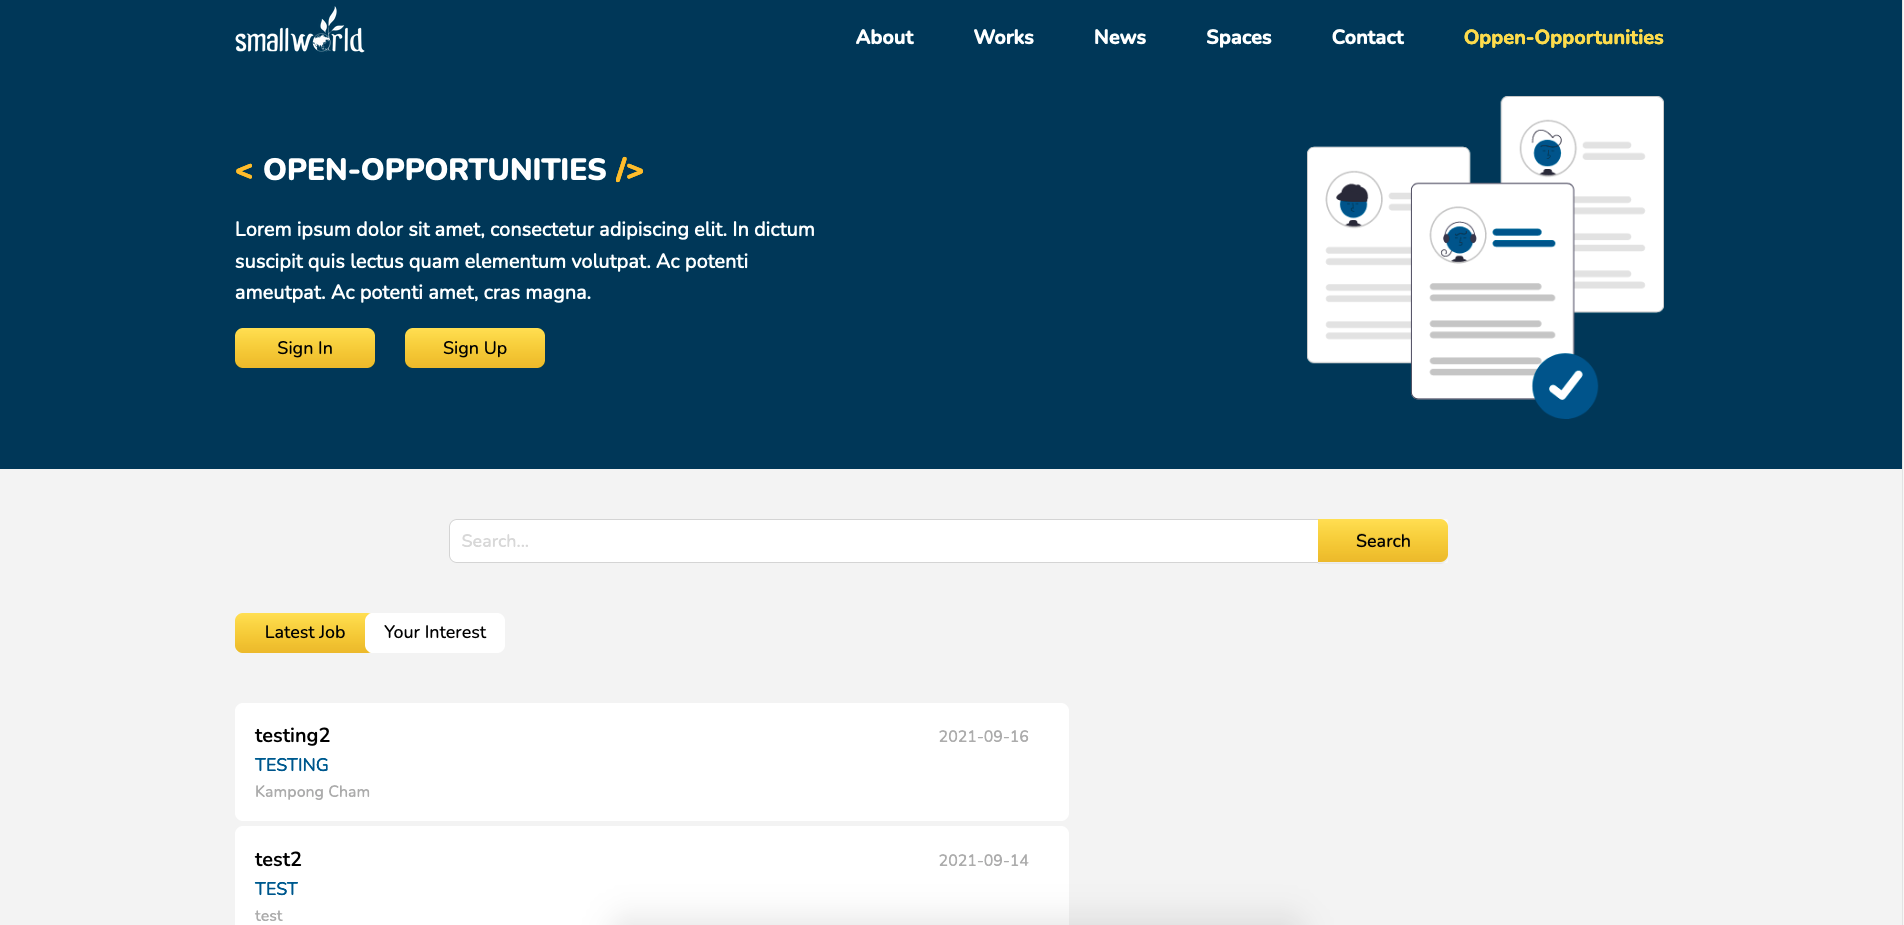 smallworld
About Works News Spaces Contact Oppen-Opportunities
< OPEN-OPPORTUNITIES />
Lorem ipsum dolor sit amet, consectetur adipiscing elit. In dictum
suscipit quis lectus quam elementum volutpat. Ac potenti
ameutpat. Ac potenti amet, cras magna.
Sign In Sign Up
Search... Search
Latest Job Your Interest
testing2 2021-09-16
TESTING
Kampong Cham
test2 2021-09-14
TEST
test